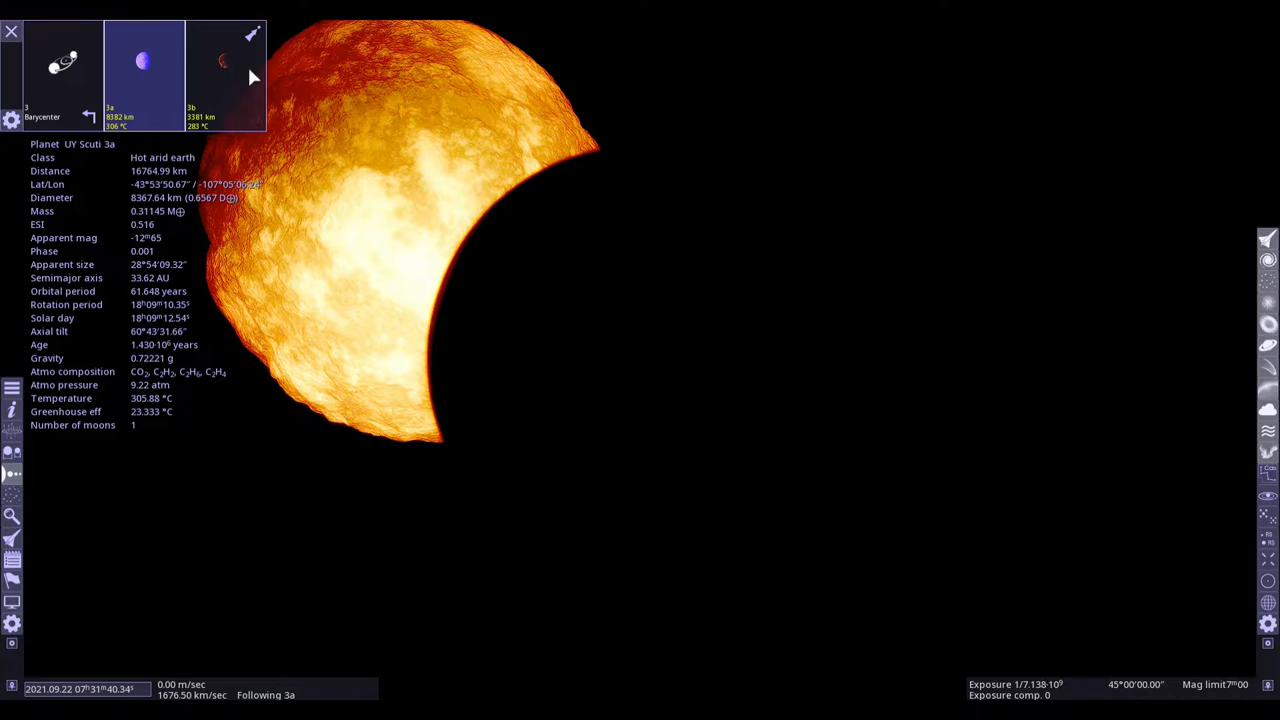 3
Barycenter
3a
8382 km
306 °C
3b
3381 km
283 °C
Planet UY Scuti 3a
Class Hot arid earth
Distance 16764.99 km
Lat/Lon -43°53′50.67″ / -107°05′06.24″
Diameter 8367.64 km (0.6567 D⊕)
Mass 0.31145 M⊕
ESI 0.516
Apparent mag -12ᵐ65
Phase 0.001
Apparent size 28°54′09.32″
Semimajor axis 33.62 AU
Orbital period 61.648 years
Rotation period 18ʰ09ᵐ10.35ˢ
Solar day 18ʰ09ᵐ12.54ˢ
Axial tilt 60°43′31.66″
Age 1.430·10⁶ years
Gravity 0.72221 g
Atmo composition CO₂, C₂H₂, C₂H₆, C₂H₄
Atmo pressure 9.22 atm
Temperature 305.88 °C
Greenhouse eff 23.333 °C
Number of moons 1
Cas
RS
RS
2021.09.22 07ʰ31ᵐ40.34ˢ
0.00 m/sec
1676.50 km/sec Following 3a
Exposure 1/7.138·10⁹ 45°00′00.00″ Mag limit 7ᵐ00
Exposure comp. 0